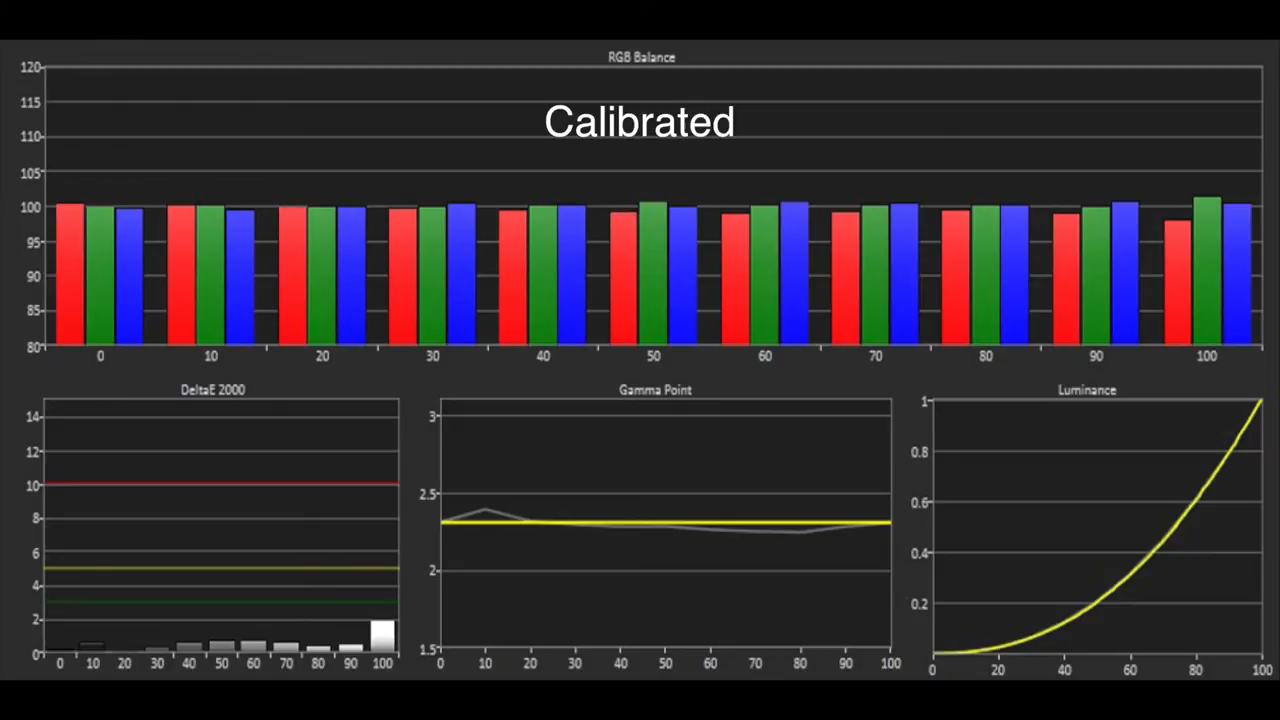 RGB Balance
Calibrated
120
115
110
105
100
95
90
85
80
0 10 20 30 40 50 60 70 80 90 100
DeltaE 2000
14
12
10
8
6
4
2
0
0 10 20 30 40 50 60 70 80 90 100
Gamma Point
3
2.5
2
1.5
0 10 20 30 40 50 60 70 80 90 100
Luminance
1
0.8
0.6
0.4
0.2
0 20 40 60 80 100